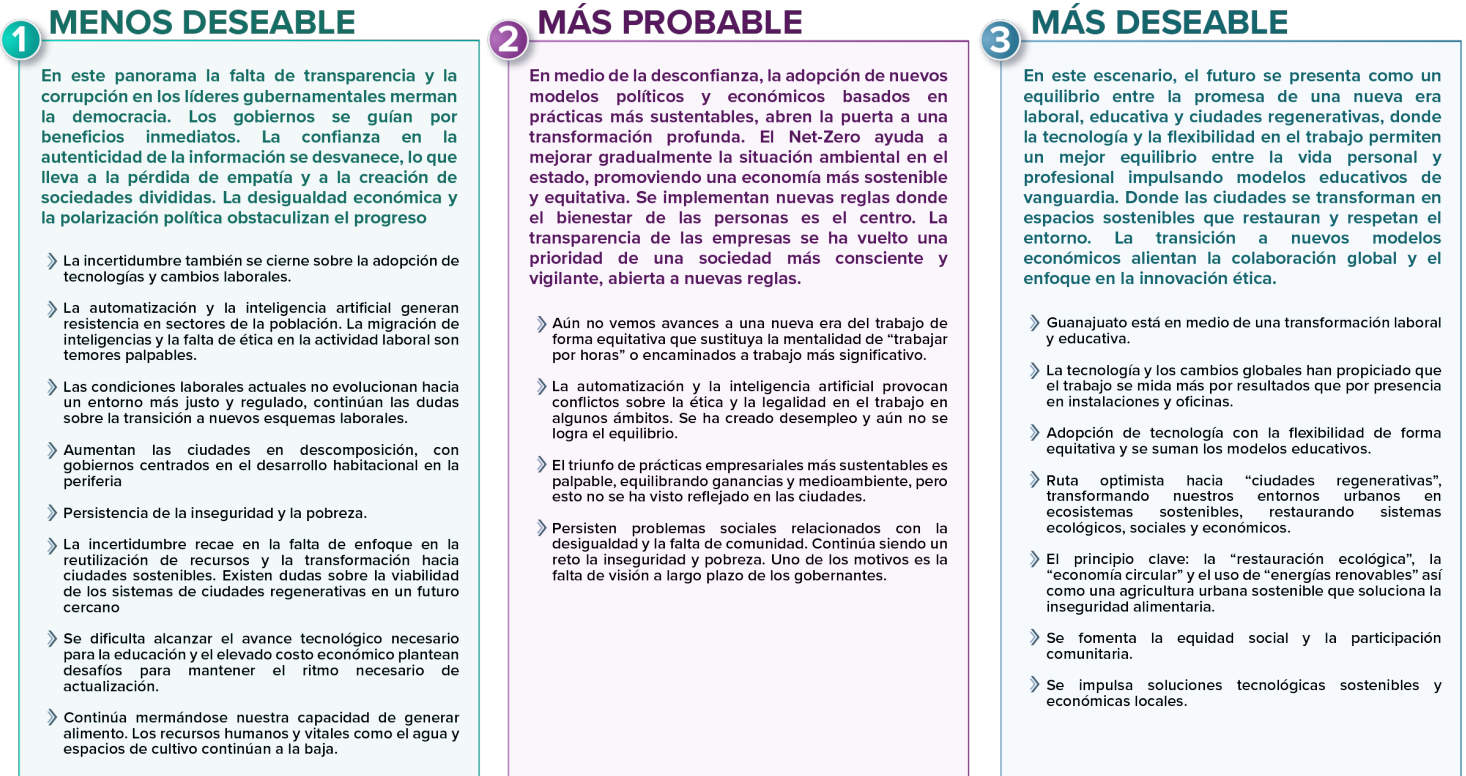 1
MENOS DESEABLE
En este panorama la falta de transparencia y la
corrupción en los líderes gubernamentales merman
la democracia. Los gobiernos se guían por
beneficios inmediatos. La confianza en la
autenticidad de la información se desvanece, lo que
lleva a la pérdida de empatía y a la creación de
sociedades divididas. La desigualdad económica y
la polarización política obstaculizan el progreso
La incertidumbre también se cierne sobre la adopción de
tecnologías y cambios laborales.
La automatización y la inteligencia artificial generan
resistencia en sectores de la población. La migración de
inteligencias y la falta de ética en la actividad laboral son
temores palpables.
Las condiciones laborales actuales no evolucionan hacia
un entorno más justo y regulado, continúan las dudas
sobre la transición a nuevos esquemas laborales.
Aumentan las ciudades en descomposición, con
gobiernos centrados en el desarrollo habitacional en la
periferia
Persistencia de la inseguridad y la pobreza.
La incertidumbre recae en la falta de enfoque en la
reutilización de recursos y la transformación hacia
ciudades sostenibles. Existen dudas sobre la viabilidad
de los sistemas de ciudades regenerativas en un futuro
cercano
Se dificulta alcanzar el avance tecnológico necesario
para la educación y el elevado costo económico plantean
desafíos para mantener el ritmo necesario de
actualización.
Continúa mermándose nuestra capacidad de generar
alimento. Los recursos humanos y vitales como el agua y
espacios de cultivo continúan a la baja.
2
MÁS PROBABLE
En medio de la desconfianza, la adopción de nuevos
modelos políticos y económicos basados en
prácticas más sustentables, abren la puerta a una
transformación profunda. El Net-Zero ayuda a
mejorar gradualmente la situación ambiental en el
estado, promoviendo una economía más sostenible
y equitativa. Se implementan nuevas reglas donde
el bienestar de las personas es el centro. La
transparencia de las empresas se ha vuelto una
prioridad de una sociedad más consciente y
vigilante, abierta a nuevas reglas.
Aún no vemos avances a una nueva era del trabajo de
forma equitativa que sustituya la mentalidad de “trabajar
por horas” o encaminados a trabajo más significativo.
La automatización y la inteligencia artificial provocan
conflictos sobre la ética y la legalidad en el trabajo en
algunos ámbitos. Se ha creado desempleo y aún no se
logra el equilibrio.
El triunfo de prácticas empresariales más sustentables es
palpable, equilibrando ganancias y medioambiente, pero
esto no se ha visto reflejado en las ciudades.
Persisten problemas sociales relacionados con la
desigualdad y la falta de comunidad. Continúa siendo un
reto la inseguridad y pobreza. Uno de los motivos es la
falta de visión a largo plazo de los gobernantes.
3
MÁS DESEABLE
En este escenario, el futuro se presenta como un
equilibrio entre la promesa de una nueva era
laboral, educativa y ciudades regenerativas, donde
la tecnología y la flexibilidad en el trabajo permiten
un mejor equilibrio entre la vida personal y
profesional impulsando modelos educativos de
vanguardia. Donde las ciudades se transforman en
espacios sostenibles que restauran y respetan el
entorno. La transición a nuevos modelos
económicos alientan la colaboración global y el
enfoque en la innovación ética.
Guanajuato está en medio de una transformación laboral
y educativa.
La tecnología y los cambios globales han propiciado que
el trabajo se mida más por resultados que por presencia
en instalaciones y oficinas.
Adopción de tecnología con la flexibilidad de forma
equitativa y se suman los modelos educativos.
Ruta optimista hacia “ciudades regenerativas”,
transformando nuestros entornos urbanos en
ecosistemas sostenibles, restaurando sistemas
ecológicos, sociales y económicos.
El principio clave: la “restauración ecológica”, la
“economía circular” y el uso de “energías renovables” así
como una agricultura urbana sostenible que soluciona la
inseguridad alimentaria.
Se fomenta la equidad social y la participación
comunitaria.
Se impulsa soluciones tecnológicas sostenibles y
económicas locales.